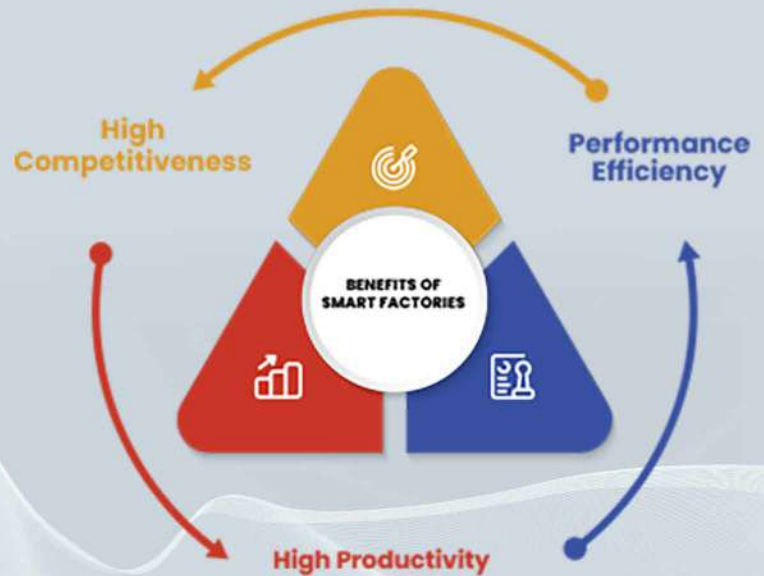 High
Competitiveness
Performance
Efficiency
BENEFITS OF
SMART FACTORIES
High Productivity